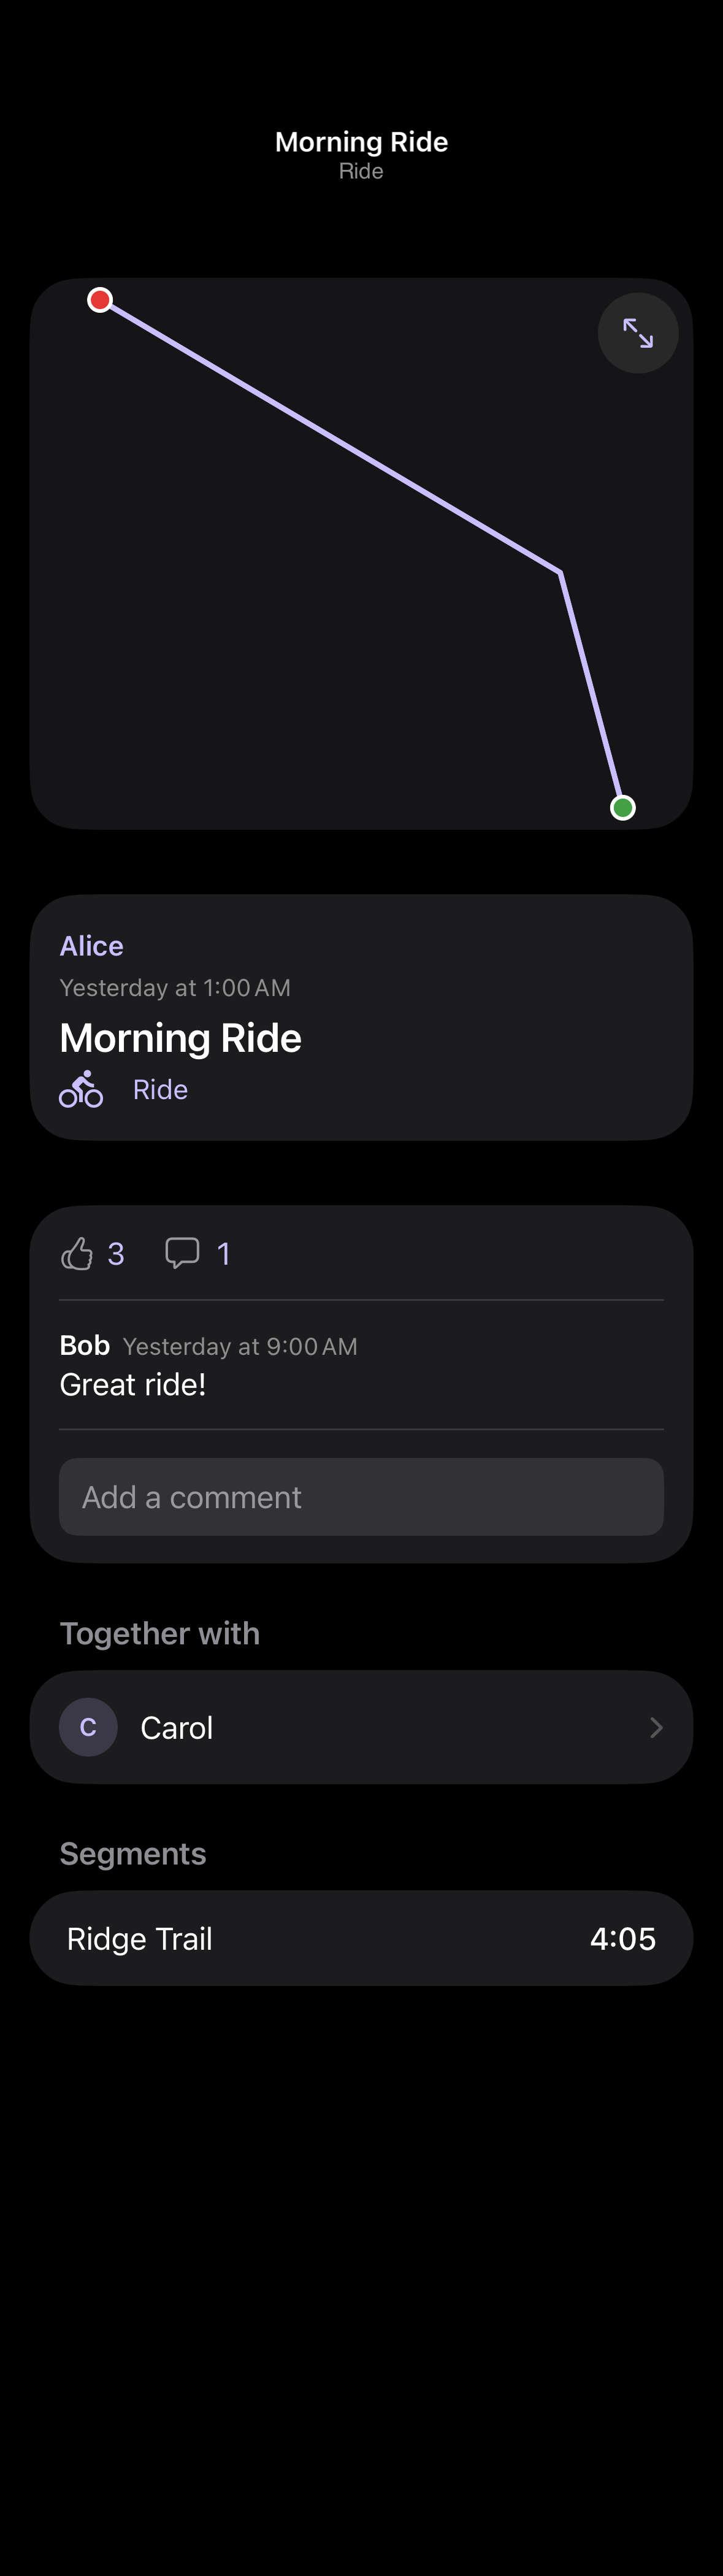 Morning Ride
Ride
Alice
Yesterday at 1:00 AM
Morning Ride
Ride
3 1
Bob Yesterday at 9:00 AM
Great ride!
Add a comment
Together with
C Carol
Segments
Ridge Trail 4:05